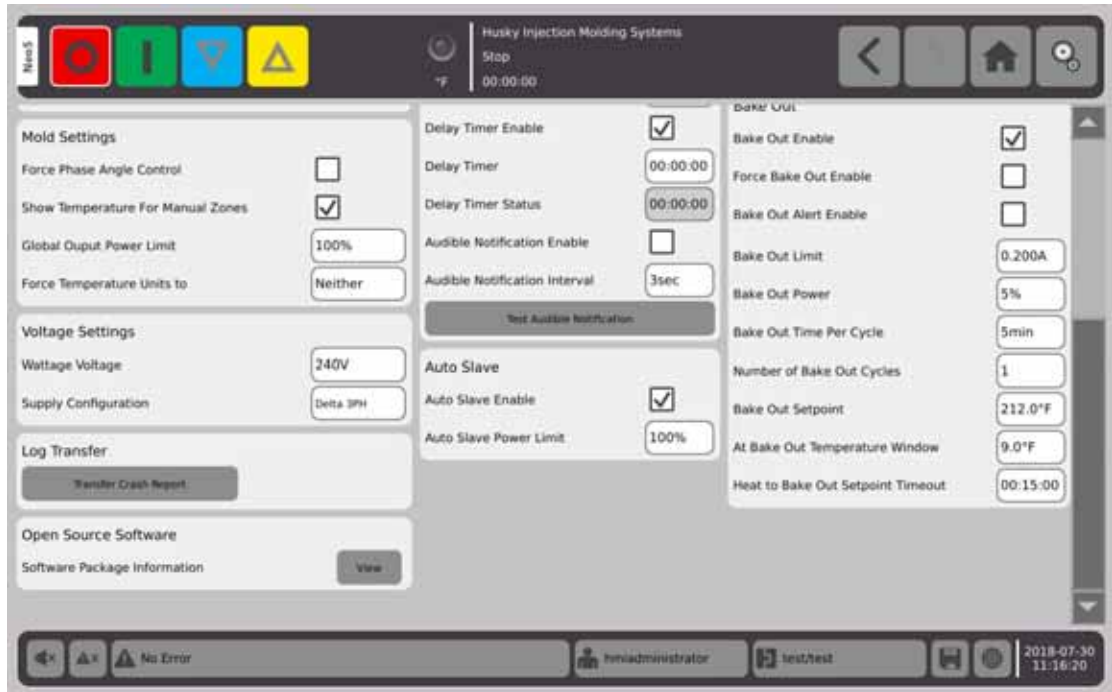 NeoS
Husky Injection Molding Systems
Stop
°F
00:00:00
Mold Settings
Force Phase Angle Control
Show Temperature For Manual Zones
Global Ouput Power Limit
100%
Force Temperature Units to
Neither
Voltage Settings
Wattage Voltage
240V
Supply Configuration
Delta 3PH
Log Transfer
Transfer Crash Report
Open Source Software
Software Package Information
View
Delay Timer Enable
Delay Timer
00:00:00
Delay Timer Status
00:00:00
Audible Notification Enable
Audible Notification Interval
3sec
Test Audible Notification
Auto Slave
Auto Slave Enable
Auto Slave Power Limit
100%
Bake Out
Bake Out Enable
Force Bake Out Enable
Bake Out Alert Enable
Bake Out Limit
0.200A
Bake Out Power
5%
Bake Out Time Per Cycle
5min
Number of Bake Out Cycles
1
Bake Out Setpoint
212.0°F
At Bake Out Temperature Window
9.0°F
Heat to Bake Out Setpoint Timeout
00:15:00
No Error
hmiadministrator
test/test
2018-07-30
11:16:20